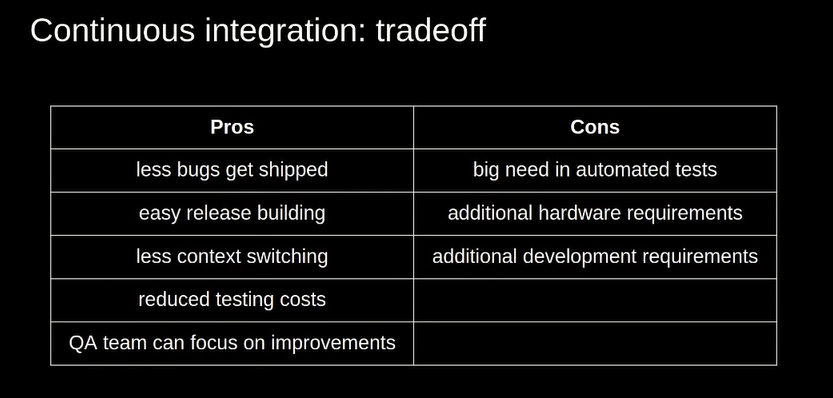 Continuous integration: tradeoff
Pros Cons
less bugs get shipped big need in automated tests
easy release building additional hardware requirements
less context switching additional development requirements
reduced testing costs
QA team can focus on improvements